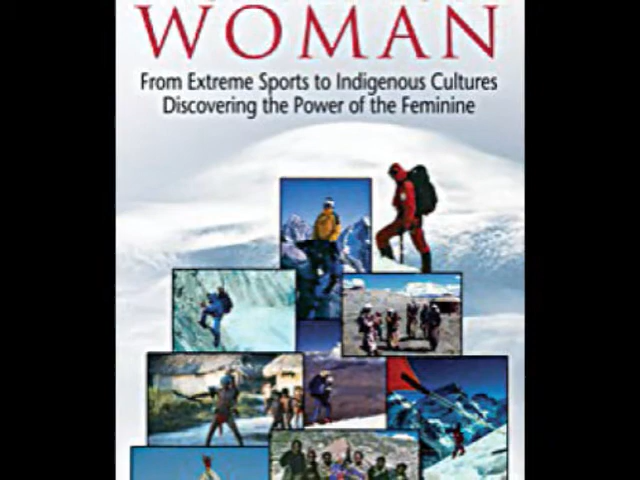 WOMAN
From Extreme Sports to Indigenous Cultures
Discovering the Power of the Feminine